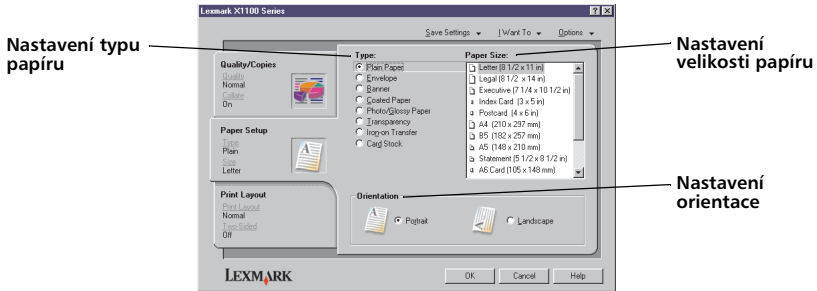 Lexmark X1100 Series
Save Settings
I Want To
Options
Nastavení typu
papíru
Quality/Copies
Quality
Normal
Collate
On
Paper Setup
Type
Plain
Size
Letter
Print Layout
Print Layout
Normal
Two-Sided
Off
Type:
Plain Paper
Envelope
Banner
Coated Paper
Photo/Glossy Paper
Transparency
Iron-on Transfer
Card Stock
Paper Size:
Letter (8 1/2 x 11 in)
Legal (8 1/2 x 14 in)
Executive (7 1/4 x 10 1/2 in)
Index Card (3 x 5 in)
Postcard (4 x 6 in)
A4 (210 x 297 mm)
B5 (182 x 257 mm)
A5 (148 x 210 mm)
Statement (5 1/2 x 8 1/2 in)
A6 Card (105 x 148 mm)
Nastavení
velikosti papíru
Orientation
Portrait
Landscape
Nastavení
orientace
LEXMARK
OK
Cancel
Help